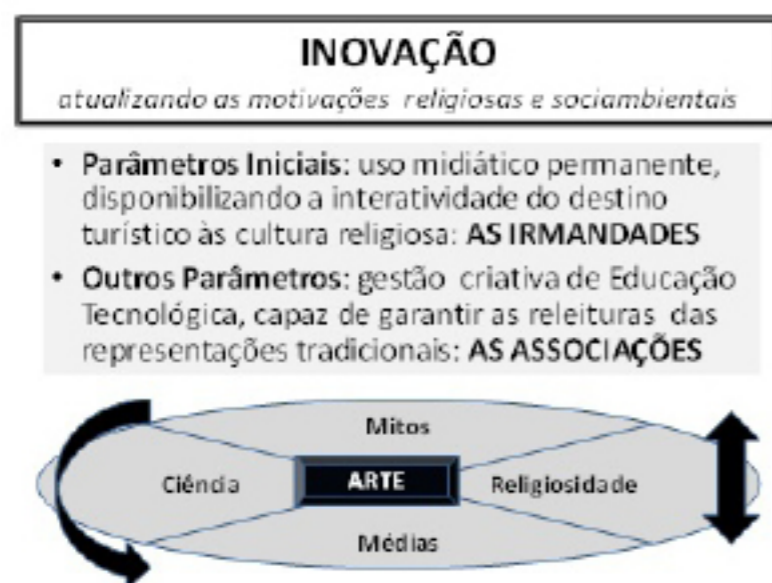 INOVAÇÃO
atualizando as motivações religiosas e sociambientais
• Parâmetros Iniciais: uso midiático permanente,
disponibilizando a interatividade do destino
turístico às cultura religiosa: AS IRMANDADES
• Outros Parâmetros: gestão criativa de Educação
Tecnológica, capaz de garantir as releituras das
representações tradicionais: AS ASSOCIAÇÕES
Mitos
Ciência
ARTE
Religiosidade
Médias